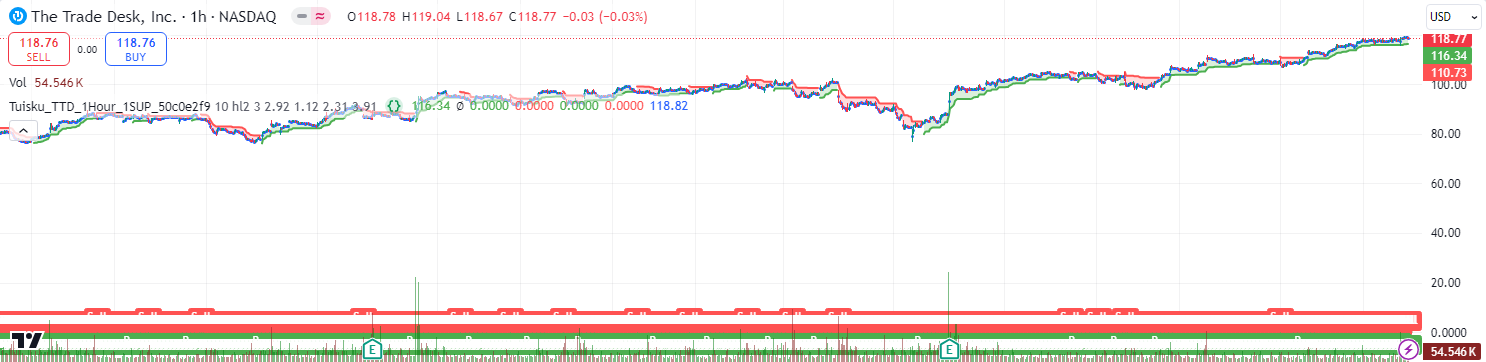 The Trade Desk, Inc. · 1h · NASDAQ O118.78 H119.04 L118.67 C118.77 −0.03 (−0.03%)
USD
118.76 SELL
0.00
118.76 BUY
Vol 54.546 K
Tuisku_TTD_1Hour_1SUP_50c0e2f9 10 hl2 3 2.92 1.12 2.31 3.91 116.34 Ø 0.0000 0.0000 0.0000 0.0000 118.82
118.77
116.34
110.73
100.00
80.00
60.00
40.00
20.00
0.0000
54.546 K
E
E